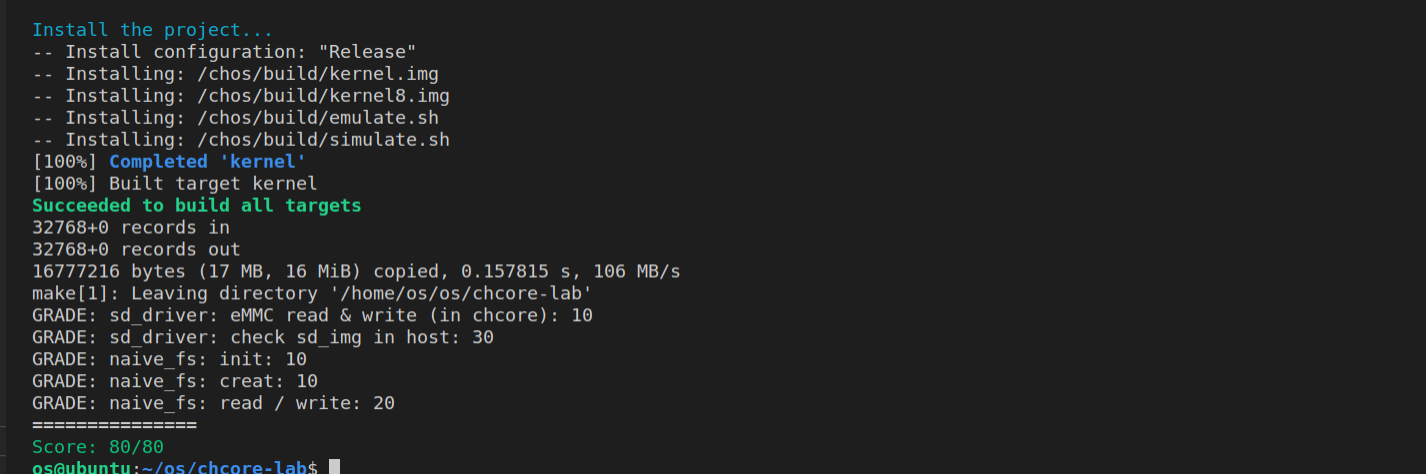 Install the project...
-- Install configuration: "Release"
-- Installing: /chos/build/kernel.img
-- Installing: /chos/build/kernel8.img
-- Installing: /chos/build/emulate.sh
-- Installing: /chos/build/simulate.sh
[100%] Completed 'kernel'
[100%] Built target kernel
Succeeded to build all targets
32768+0 records in
32768+0 records out
16777216 bytes (17 MB, 16 MiB) copied, 0.157815 s, 106 MB/s
make[1]: Leaving directory '/home/os/os/chcore-lab'
GRADE: sd_driver: eMMC read & write (in chcore): 10
GRADE: sd_driver: check sd_img in host: 30
GRADE: naive_fs: init: 10
GRADE: naive_fs: creat: 10
GRADE: naive_fs: read / write: 20
===============
Score: 80/80
os@ubuntu:~/os/chcore-lab$